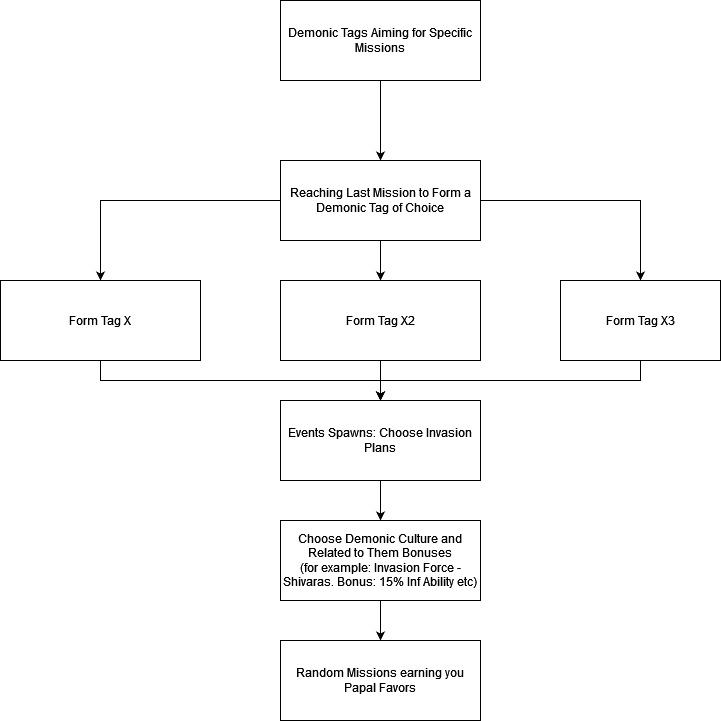 Demonic Tags Aiming for Specific
Missions
Reaching Last Mission to Form a
Demonic Tag of Choice
Form Tag X
Form Tag X2
Form Tag X3
Events Spawns: Choose Invasion
Plans
Choose Demonic Culture and
Related to Them Bonuses
(for example: Invasion Force -
Shivaras. Bonus: 15% Inf Ability etc)
Random Missions earning you
Papal Favors